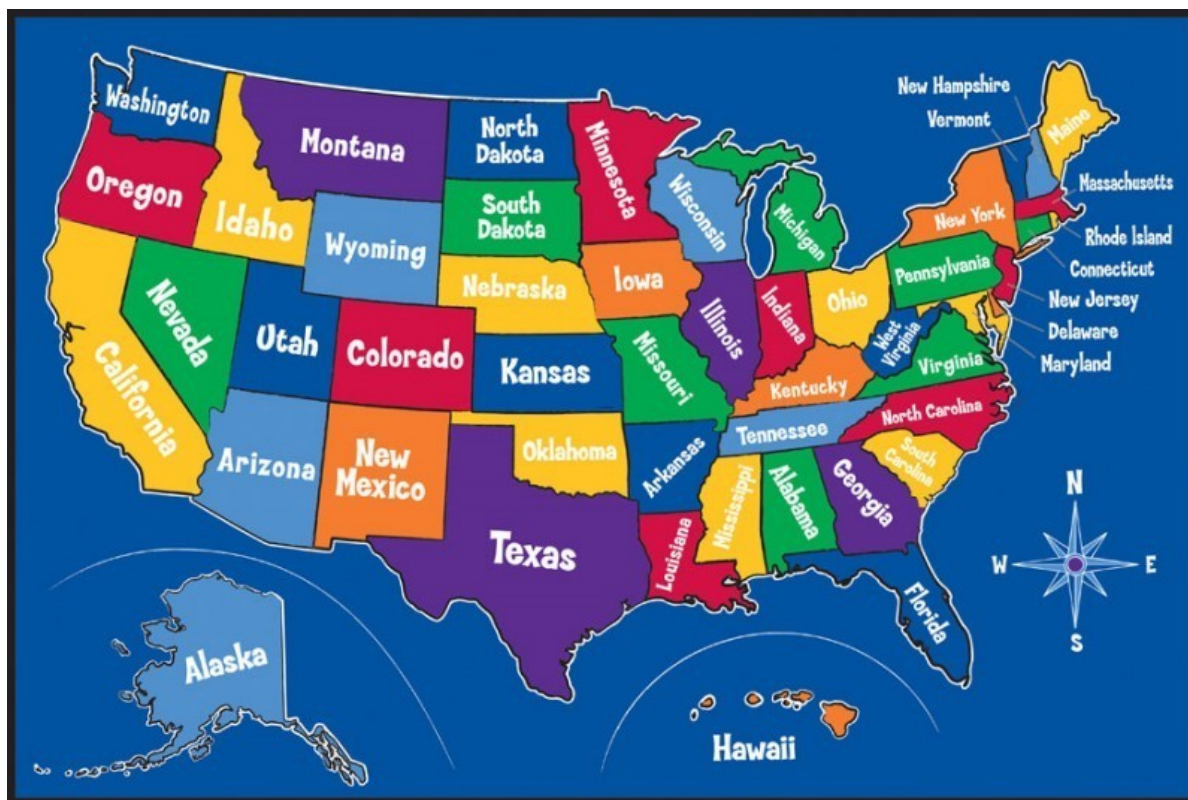 Washington
Oregon
California
Nevada
Idaho
Montana
Wyoming
Utah
Arizona
Colorado
New
Mexico
North
Dakota
South
Dakota
Nebraska
Kansas
Oklahoma
Texas
Minnesota
Iowa
Missouri
Arkansas
Louisiana
Wisconsin
Illinois
Michigan
Indiana
Ohio
Kentucky
Tennessee
Mississippi
Alabama
Georgia
Florida
South
Carolina
North Carolina
Virginia
West
Virginia
Pennsylvania
New York
New Hampshire
Vermont
Maine
Massachusetts
Rhode Island
Connecticut
New Jersey
Delaware
Maryland
Alaska
Hawaii
N
W
E
S